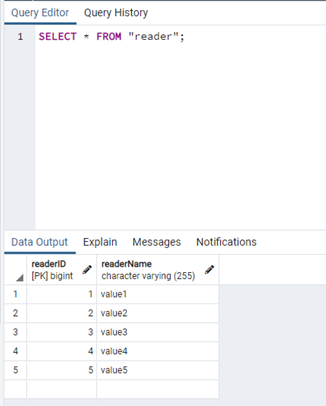 Query Editor Query History
1 SELECT * FROM "reader";
Data Output Explain Messages Notifications
readerID readerName
[PK] bigint character varying (255)
1 1 value1
2 2 value2
3 3 value3
4 4 value4
5 5 value5